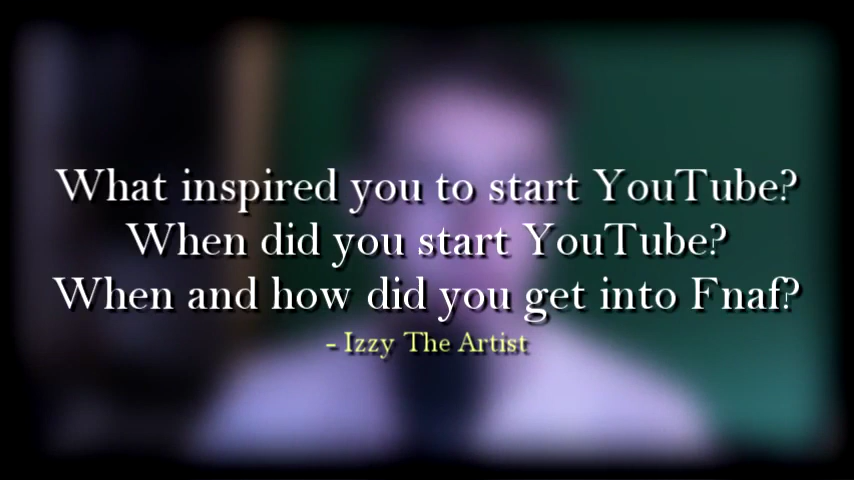 What inspired you to start YouTube?
When did you start YouTube?
When and how did you get into Fnaf?
- Izzy The Artist